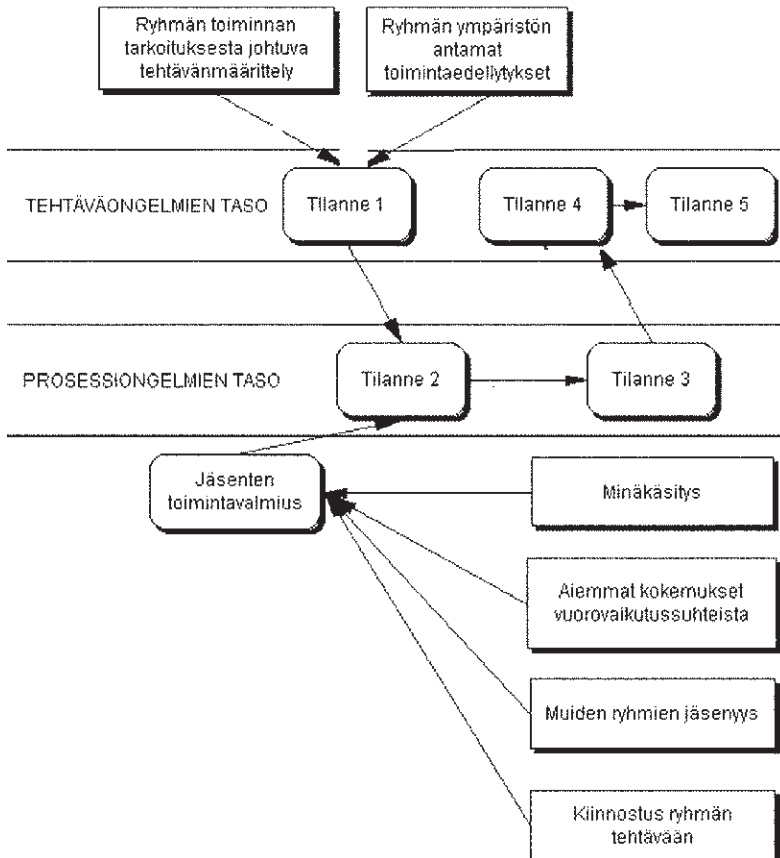 Ryhmän toiminnan
tarkoituksesta johtuva
tehtävänmäärittely
Ryhmän ympäristön
antamat
toimintaedellytykset
TEHTÄVÄONGELMIEN TASO
Tilanne 1
Tilanne 4
Tilanne 5
PROSESSIONGELMIEN TASO
Tilanne 2
Tilanne 3
Jäsenten
toimintavalmius
Minäkäsitys
Aiemmat kokemukset
vuorovaikutussuhteista
Muiden ryhmien jäsenyys
Kiinnostus ryhmän
tehtävään